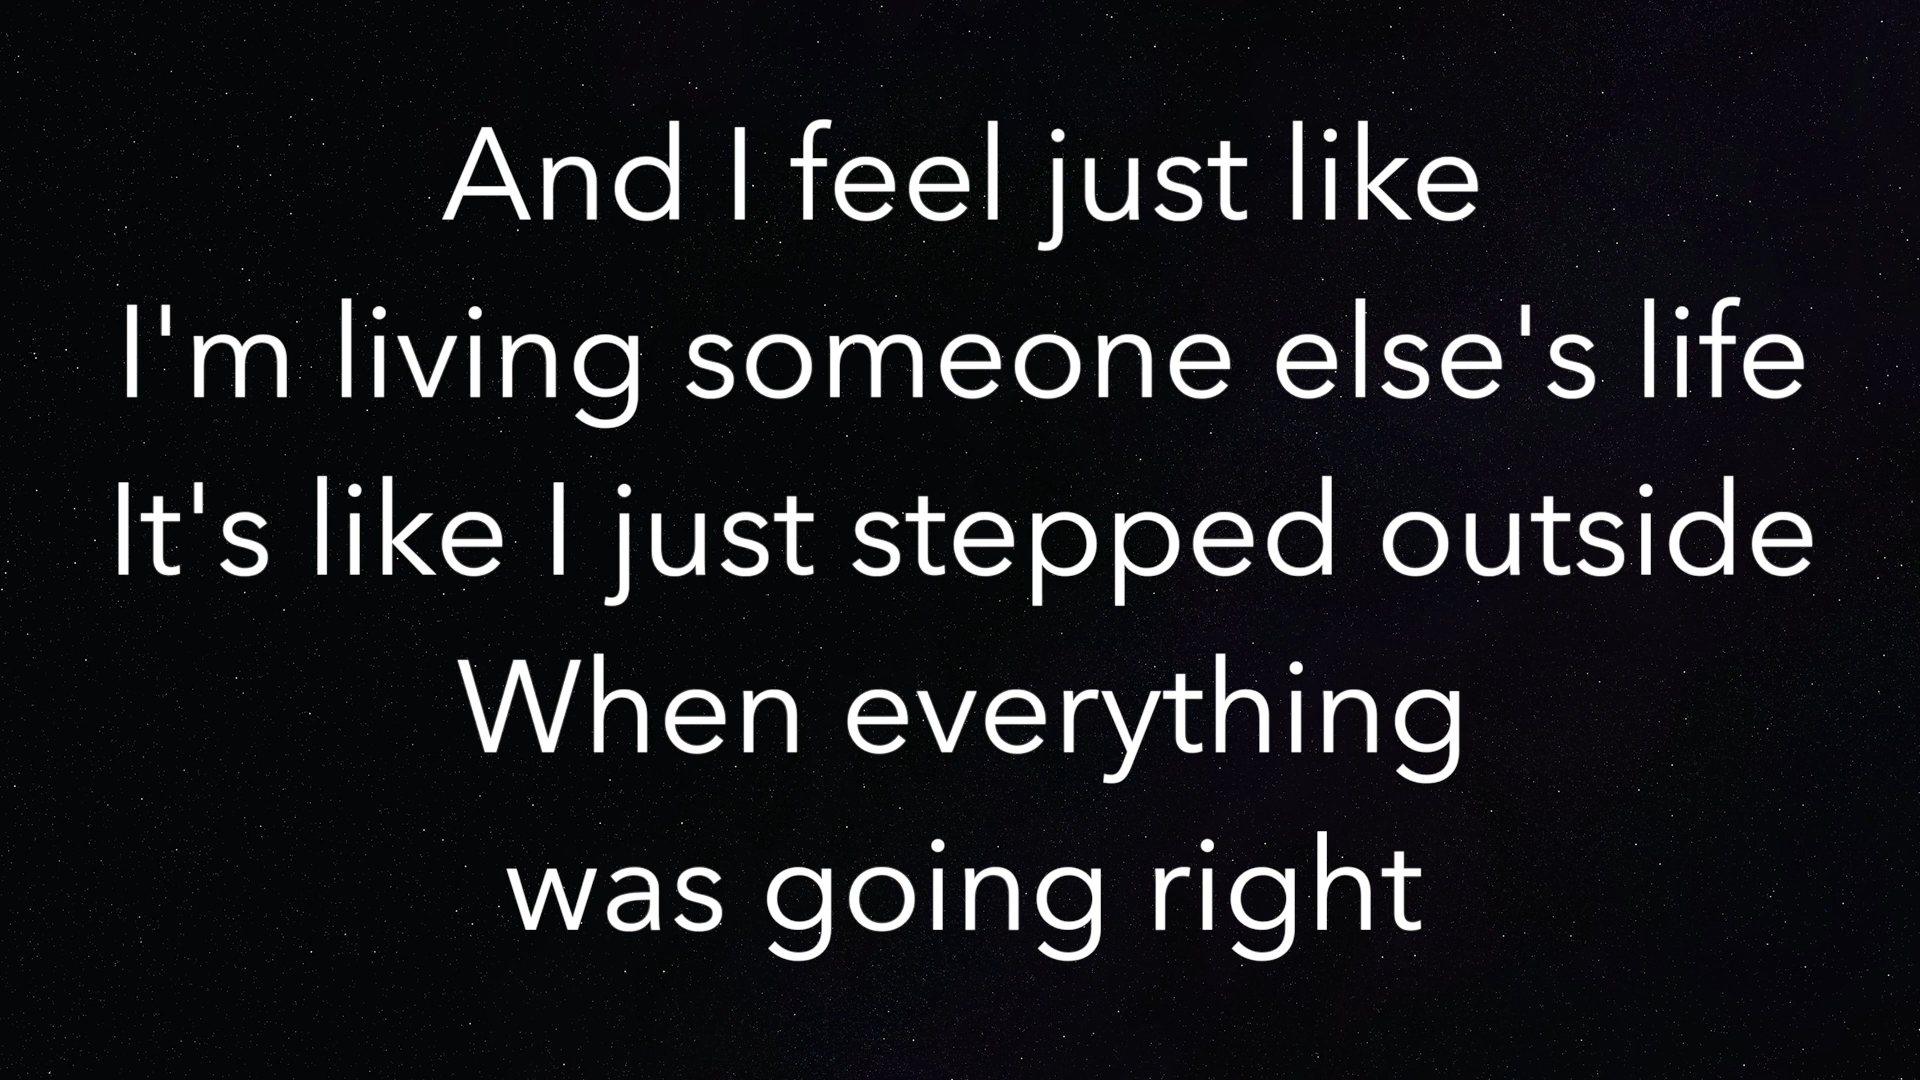 And I feel just like
I'm living someone else's life
It's like I just stepped outside
When everything
was going right